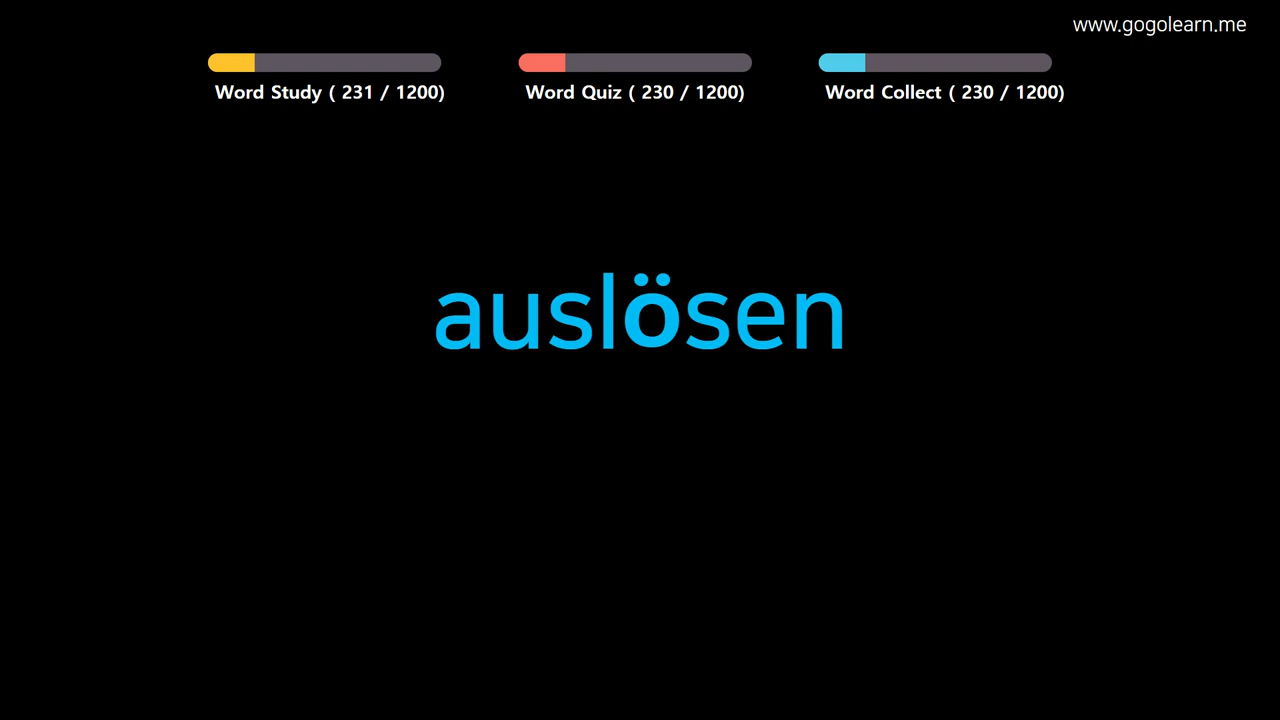 www.gogolearn.me
Word Study ( 231 / 1200)
Word Quiz ( 230 / 1200)
Word Collect ( 230 / 1200)
auslösen